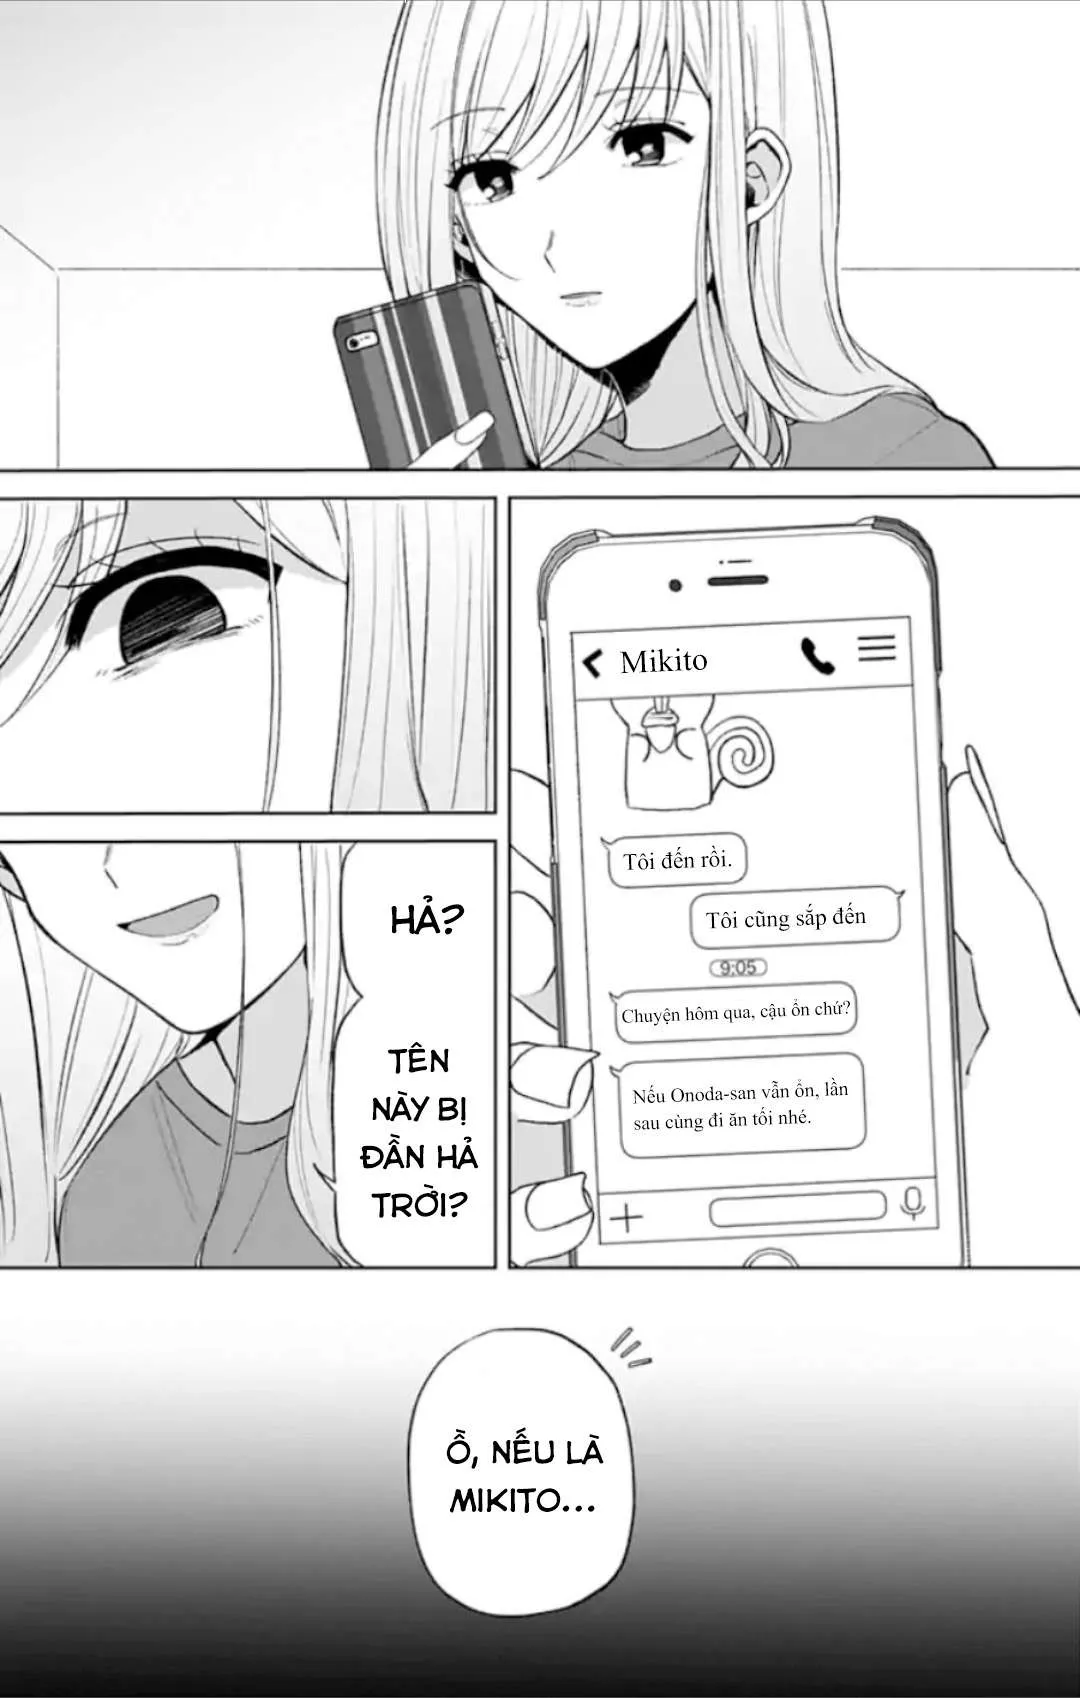 Mikito
Tôi đến rồi.
Tôi cũng sắp đến
9:05
Chuyện hôm qua, cậu ổn chứ?
Nếu Onoda-san vẫn ổn, lần
sau cùng đi ăn tối nhé.
HẢ?
TÊN
NÀY BỊ
ĐẦN HẢ
TRỜI?
Ồ, NẾU LÀ
MIKITO...